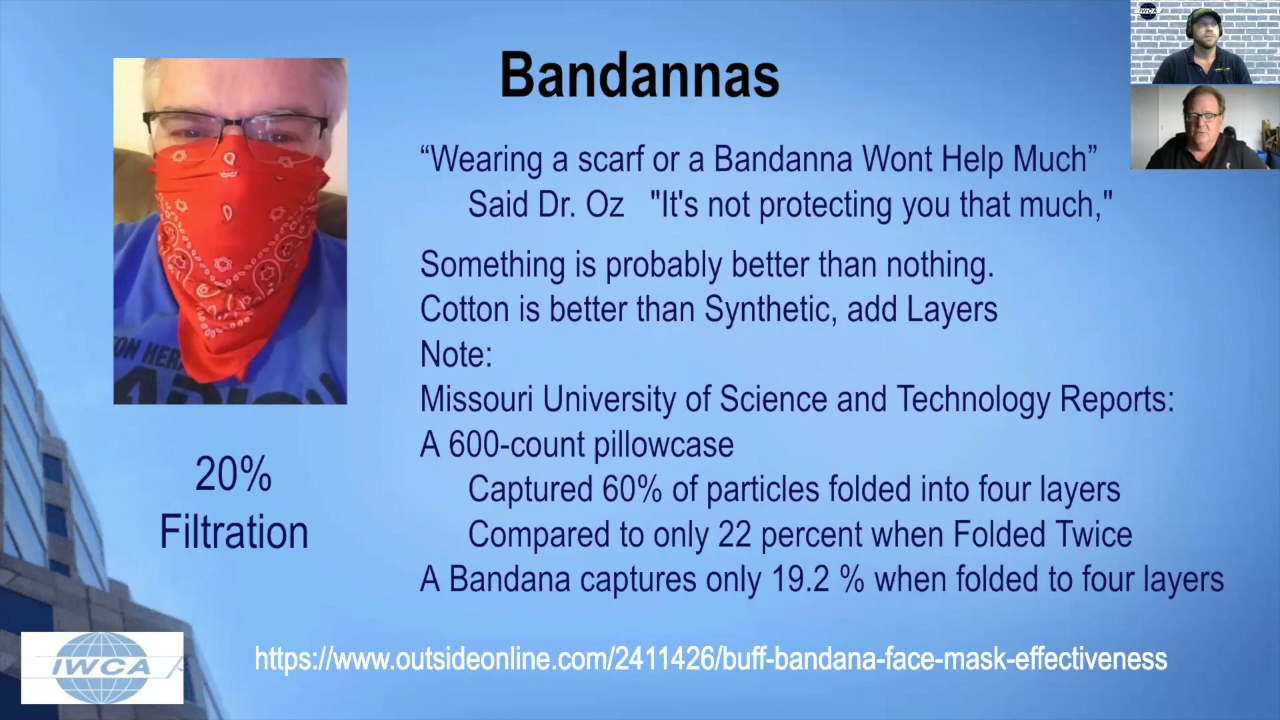 Bandannas
“Wearing a scarf or a Bandanna Wont Help Much”
Said Dr. Oz "It's not protecting you that much,"
Something is probably better than nothing.
Cotton is better than Synthetic, add Layers
Note:
Missouri University of Science and Technology Reports:
A 600-count pillowcase
Captured 60% of particles folded into four layers
Compared to only 22 percent when Folded Twice
A Bandana captures only 19.2 % when folded to four layers
20%
Filtration
https://www.outsideonline.com/2411426/buff-bandana-face-mask-effectiveness
IWCA
IWCA
ON HER